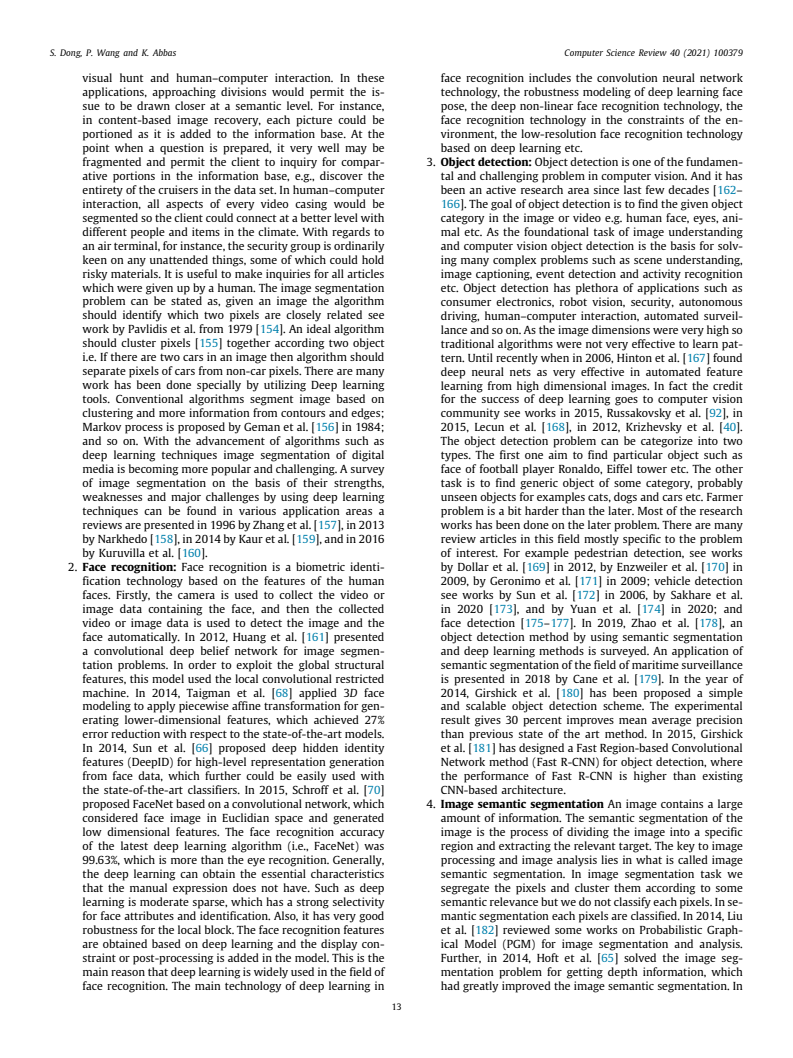 S. Dong, P. Wang and K. Abbas
Computer Science Review 40 (2021) 100379
visual hunt and human–computer interaction. In these
applications, approaching divisions would permit the is-
sue to be drawn closer at a semantic level. For instance,
in content-based image recovery, each picture could be
portioned as it is added to the information base. At the
point when a question is prepared, it very well may be
fragmented and permit the client to inquiry for compar-
ative portions in the information base, e.g., discover the
entirety of the cruisers in the data set. In human–computer
interaction, all aspects of every video casing would be
segmented so the client could connect at a better level with
different people and items in the climate. With regards to
an air terminal, for instance, the security group is ordinarily
keen on any unattended things, some of which could hold
risky materials. It is useful to make inquiries for all articles
which were given up by a human. The image segmentation
problem can be stated as, given an image the algorithm
should identify which two pixels are closely related see
work by Pavlidis et al. from 1979 [154]. An ideal algorithm
should cluster pixels [155] together according two object
i.e. If there are two cars in an image then algorithm should
separate pixels of cars from non-car pixels. There are many
work has been done specially by utilizing Deep learning
tools. Conventional algorithms segment image based on
clustering and more information from contours and edges;
Markov process is proposed by Geman et al. [156] in 1984;
and so on. With the advancement of algorithms such as
deep learning techniques image segmentation of digital
media is becoming more popular and challenging. A survey
of image segmentation on the basis of their strengths,
weaknesses and major challenges by using deep learning
techniques can be found in various application areas a
reviews are presented in 1996 by Zhang et al. [157], in 2013
by Narkhedo [158], in 2014 by Kaur et al. [159], and in 2016
by Kuruvilla et al. [160].
2. Face recognition: Face recognition is a biometric identi-
fication technology based on the features of the human
faces. Firstly, the camera is used to collect the video or
image data containing the face, and then the collected
video or image data is used to detect the image and the
face automatically. In 2012, Huang et al. [161] presented
a convolutional deep belief network for image segmen-
tation problems. In order to exploit the global structural
features, this model used the local convolutional restricted
machine. In 2014, Taigman et al. [68] applied 3D face
modeling to apply piecewise affine transformation for gen-
erating lower-dimensional features, which achieved 27%
error reduction with respect to the state-of-the-art models.
In 2014, Sun et al. [66] proposed deep hidden identity
features (DeepID) for high-level representation generation
from face data, which further could be easily used with
the state-of-the-art classifiers. In 2015, Schroff et al. [70]
proposed FaceNet based on a convolutional network, which
considered face image in Euclidian space and generated
low dimensional features. The face recognition accuracy
of the latest deep learning algorithm (i.e., FaceNet) was
99.63%, which is more than the eye recognition. Generally,
the deep learning can obtain the essential characteristics
that the manual expression does not have. Such as deep
learning is moderate sparse, which has a strong selectivity
for face attributes and identification. Also, it has very good
robustness for the local block. The face recognition features
are obtained based on deep learning and the display con-
straint or post-processing is added in the model. This is the
main reason that deep learning is widely used in the field of
face recognition. The main technology of deep learning in
face recognition includes the convolution neural network
technology, the robustness modeling of deep learning face
pose, the deep non-linear face recognition technology, the
face recognition technology in the constraints of the en-
vironment, the low-resolution face recognition technology
based on deep learning etc.
3. Object detection: Object detection is one of the fundamen-
tal and challenging problem in computer vision. And it has
been an active research area since last few decades [162–
166]. The goal of object detection is to find the given object
category in the image or video e.g. human face, eyes, ani-
mal etc. As the foundational task of image understanding
and computer vision object detection is the basis for solv-
ing many complex problems such as scene understanding,
image captioning, event detection and activity recognition
etc. Object detection has plethora of applications such as
consumer electronics, robot vision, security, autonomous
driving, human–computer interaction, automated surveil-
lance and so on. As the image dimensions were very high so
traditional algorithms were not very effective to learn pat-
tern. Until recently when in 2006, Hinton et al. [167] found
deep neural nets as very effective in automated feature
learning from high dimensional images. In fact the credit
for the success of deep learning goes to computer vision
community see works in 2015, Russakovsky et al. [92], in
2015, Lecun et al. [168], in 2012, Krizhevsky et al. [40].
The object detection problem can be categorize into two
types. The first one aim to find particular object such as
face of football player Ronaldo, Eiffel tower etc. The other
task is to find generic object of some category, probably
unseen objects for examples cats, dogs and cars etc. Farmer
problem is a bit harder than the later. Most of the research
works has been done on the later problem. There are many
review articles in this field mostly specific to the problem
of interest. For example pedestrian detection, see works
by Dollar et al. [169] in 2012, by Enzweiler et al. [170] in
2009, by Geronimo et al. [171] in 2009; vehicle detection
see works by Sun et al. [172] in 2006, by Sakhare et al.
in 2020 [173], and by Yuan et al. [174] in 2020; and
face detection [175–177]. In 2019, Zhao et al. [178], an
object detection method by using semantic segmentation
and deep learning methods is surveyed. An application of
semantic segmentation of the field of maritime surveillance
is presented in 2018 by Cane et al. [179]. In the year of
2014, Girshick et al. [180] has been proposed a simple
and scalable object detection scheme. The experimental
result gives 30 percent improves mean average precision
than previous state of the art method. In 2015, Girshick
et al. [181] has designed a Fast Region-based Convolutional
Network method (Fast R-CNN) for object detection, where
the performance of Fast R-CNN is higher than existing
CNN-based architecture.
4. Image semantic segmentation An image contains a large
amount of information. The semantic segmentation of the
image is the process of dividing the image into a specific
region and extracting the relevant target. The key to image
processing and image analysis lies in what is called image
semantic segmentation. In image segmentation task we
segregate the pixels and cluster them according to some
semantic relevance but we do not classify each pixels. In se-
mantic segmentation each pixels are classified. In 2014, Liu
et al. [182] reviewed some works on Probabilistic Graph-
ical Model (PGM) for image segmentation and analysis.
Further, in 2014, Hoft et al. [65] solved the image seg-
mentation problem for getting depth information, which
had greatly improved the image semantic segmentation. In
13